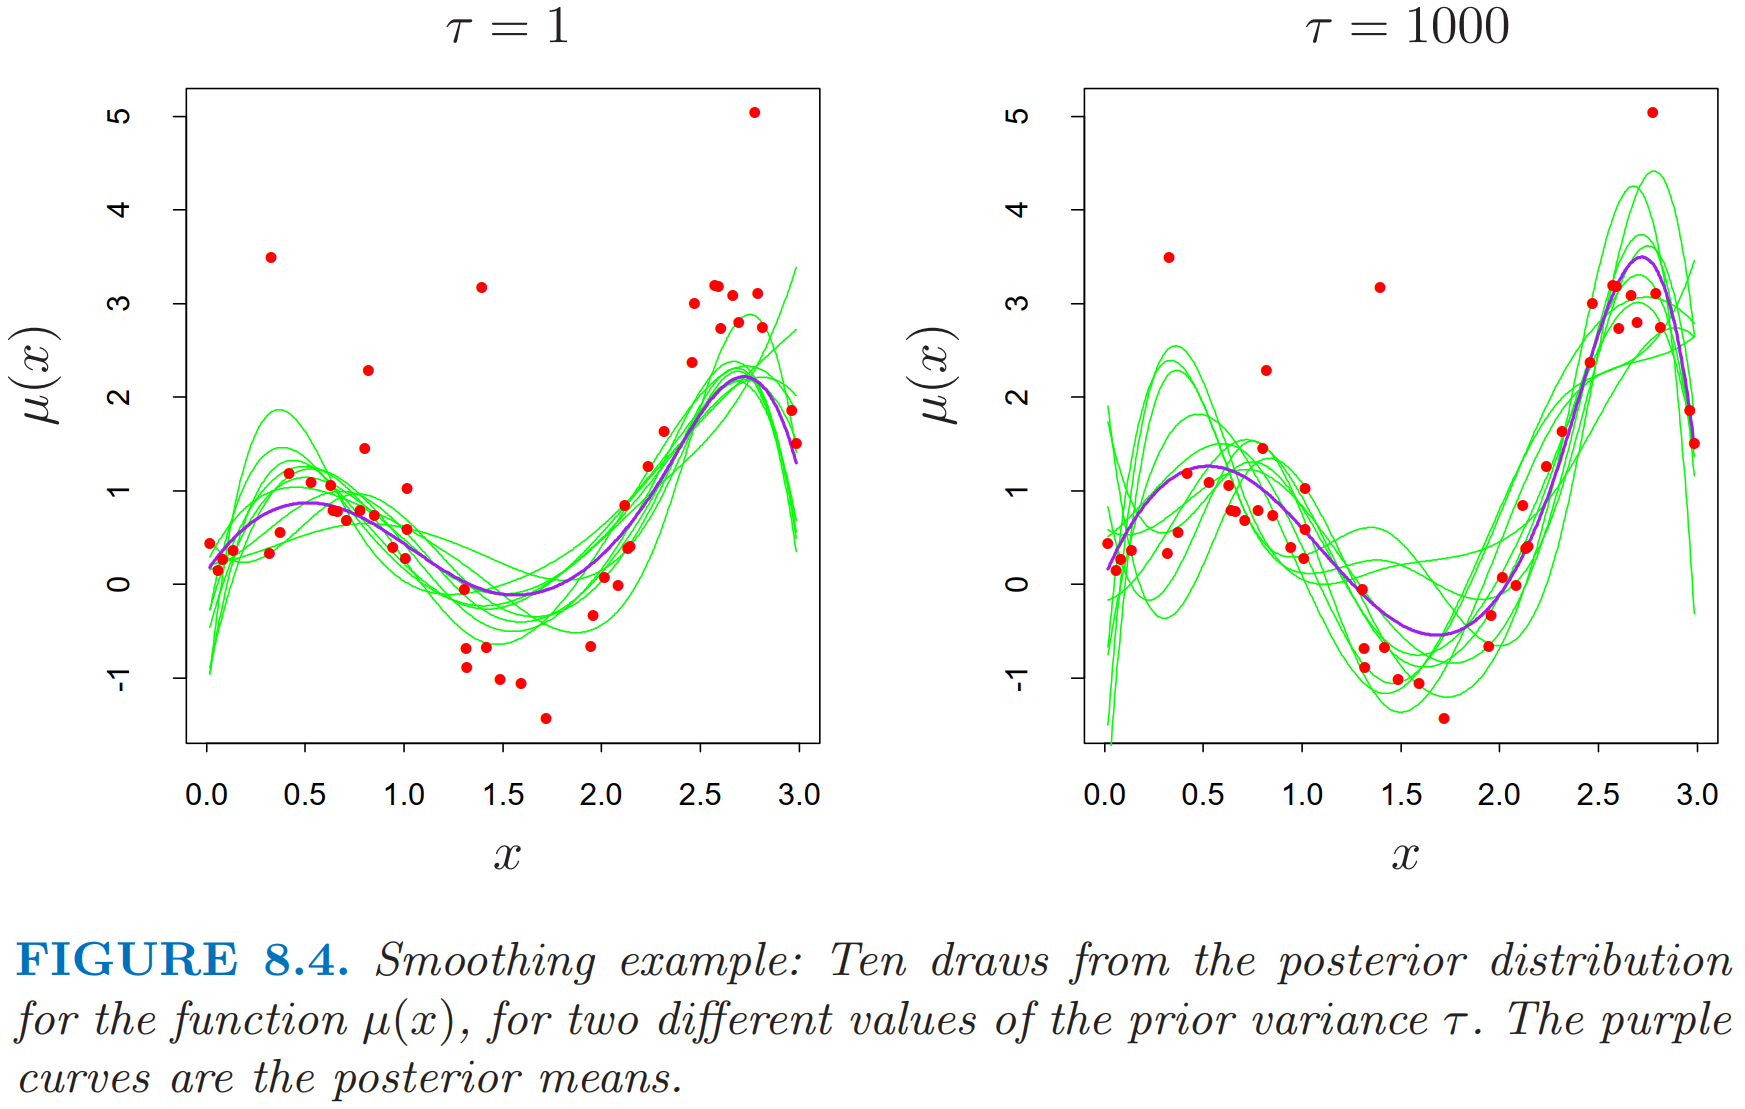 τ = 1
τ = 1000
μ(x)
5
4
3
2
1
0
-1
0.0 0.5 1.0 1.5 2.0 2.5 3.0
x
μ(x)
5
4
3
2
1
0
-1
0.0 0.5 1.0 1.5 2.0 2.5 3.0
x
FIGURE 8.4. Smoothing example: Ten draws from the posterior distribution
for the function μ(x), for two different values of the prior variance τ. The purple
curves are the posterior means.